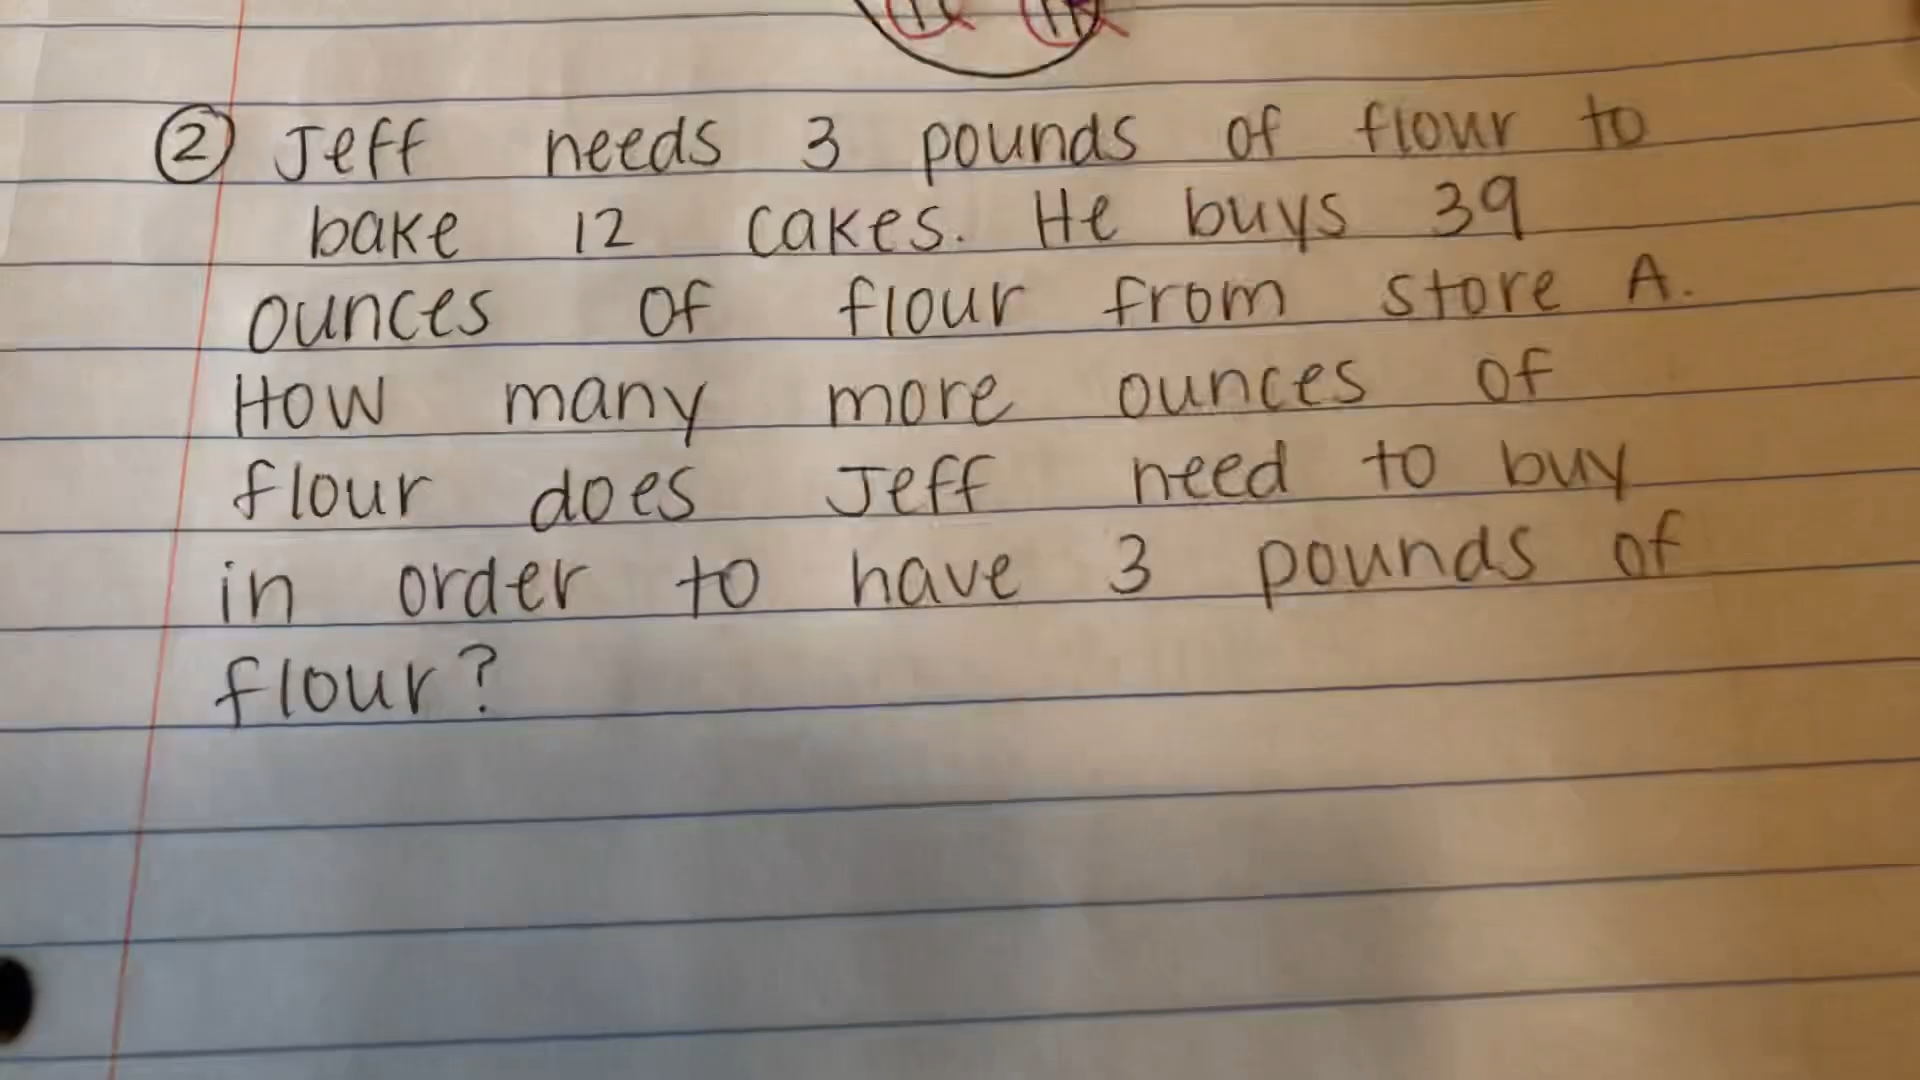 ② Jeff needs 3 pounds of flour to
bake 12 cakes. He buys 39
ounces of flour from store A.
How many more ounces of
flour does Jeff need to buy
in order to have 3 pounds of
flour?